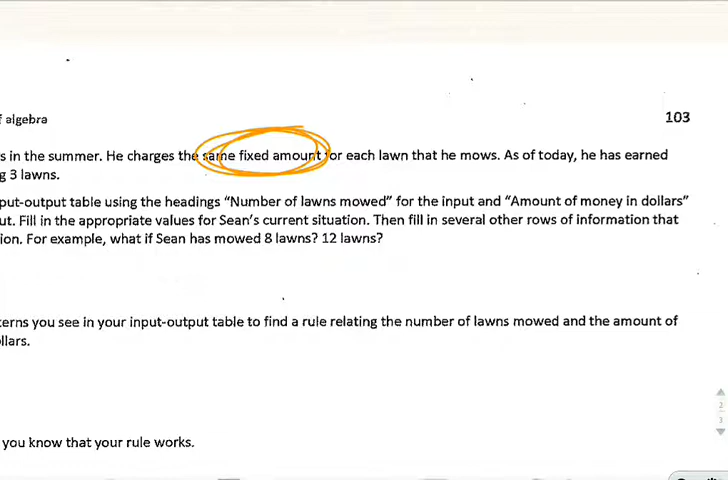 f algebra
103
s in the summer. He charges the same fixed amount for each lawn that he mows. As of today, he has earned
g 3 lawns.
put-output table using the headings “Number of lawns mowed” for the input and “Amount of money in dollars”
ut. Fill in the appropriate values for Sean’s current situation. Then fill in several other rows of information that
ion. For example, what if Sean has mowed 8 lawns? 12 lawns?
terns you see in your input-output table to find a rule relating the number of lawns mowed and the amount of
llars.
you know that your rule works.
2
3